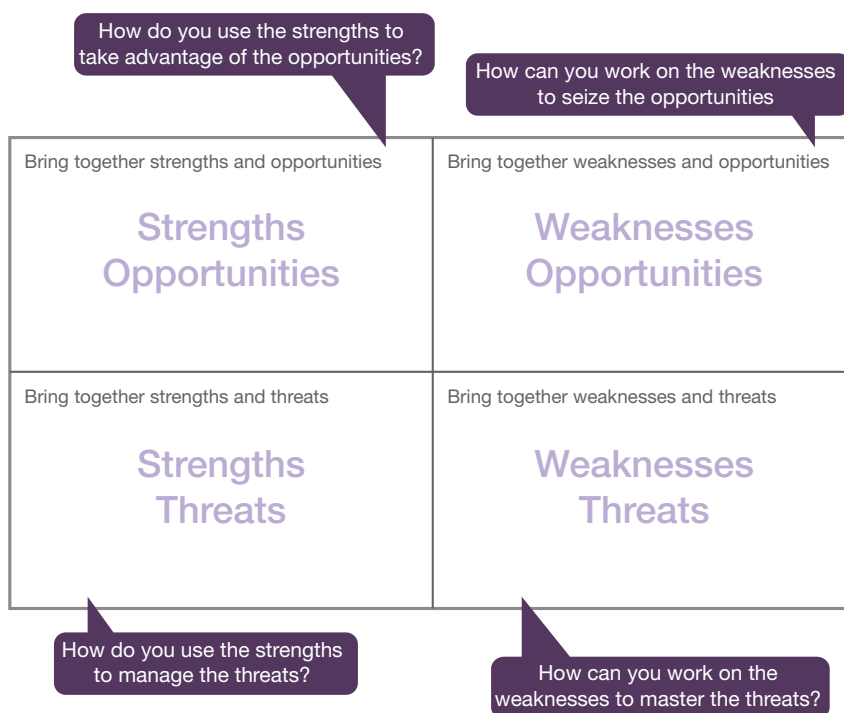 How do you use the strengths to
take advantage of the opportunities?
How can you work on the weaknesses
to seize the opportunities
Bring together strengths and opportunities
Strengths
Opportunities
Bring together weaknesses and opportunities
Weaknesses
Opportunities
Bring together strengths and threats
Strengths
Threats
Bring together weaknesses and threats
Weaknesses
Threats
How do you use the strengths
to manage the threats?
How can you work on the
weaknesses to master the threats?